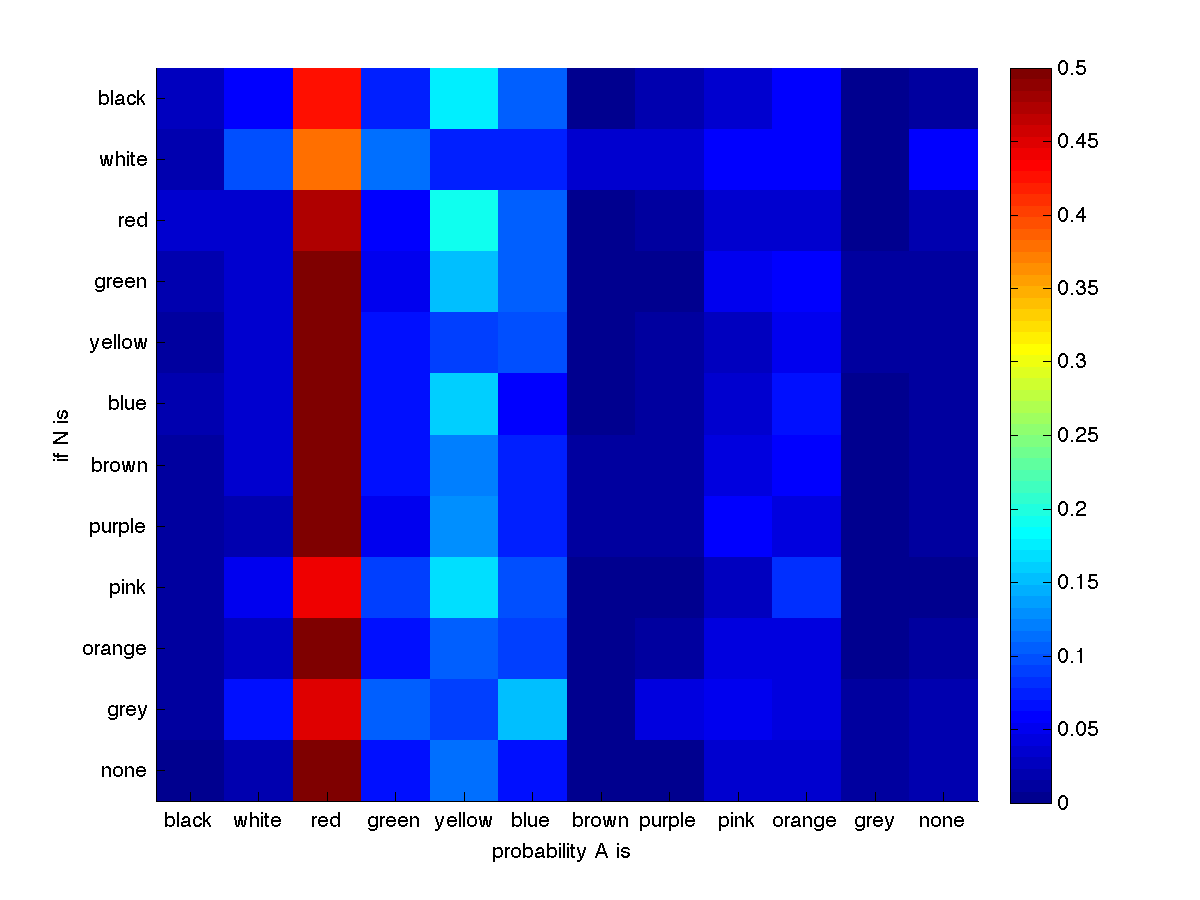 black
white
red
green
yellow
blue
brown
purple
pink
orange
grey
none
if N is
black white red green yellow blue brown purple pink orange grey none
probability A is
0.5
0.45
0.4
0.35
0.3
0.25
0.2
0.15
0.1
0.05
0